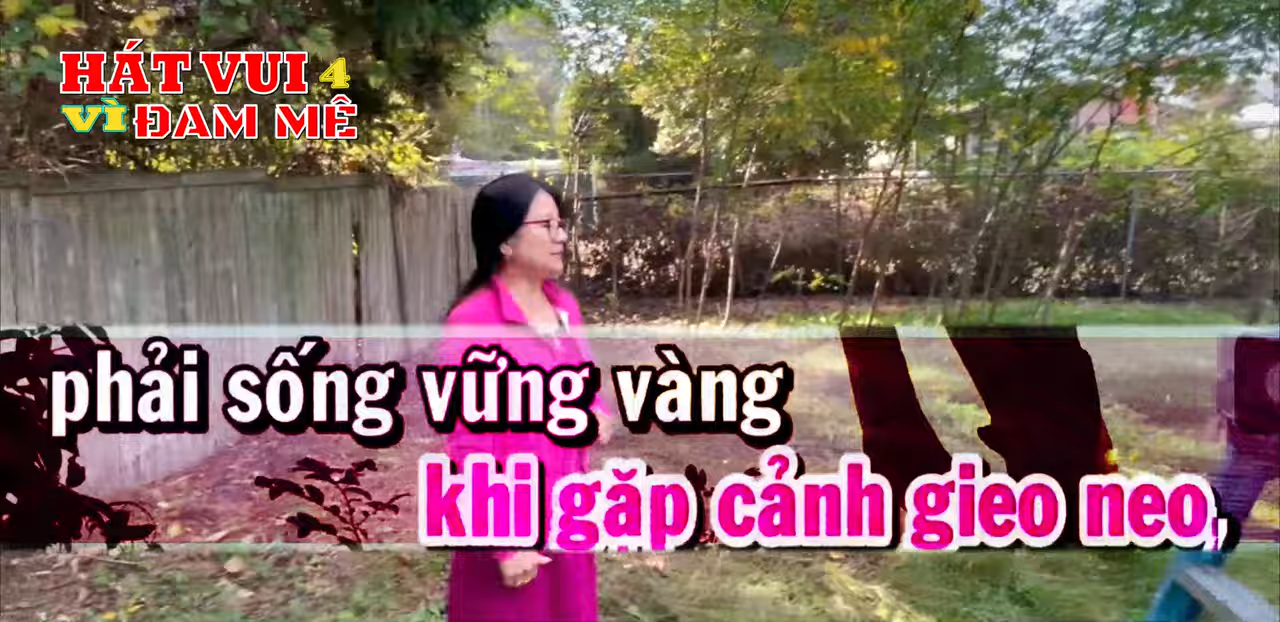 HÁT VUI 4
VÌ ĐAM MÊ
phải sống vững vàng
khi gặp cảnh gieo neo,